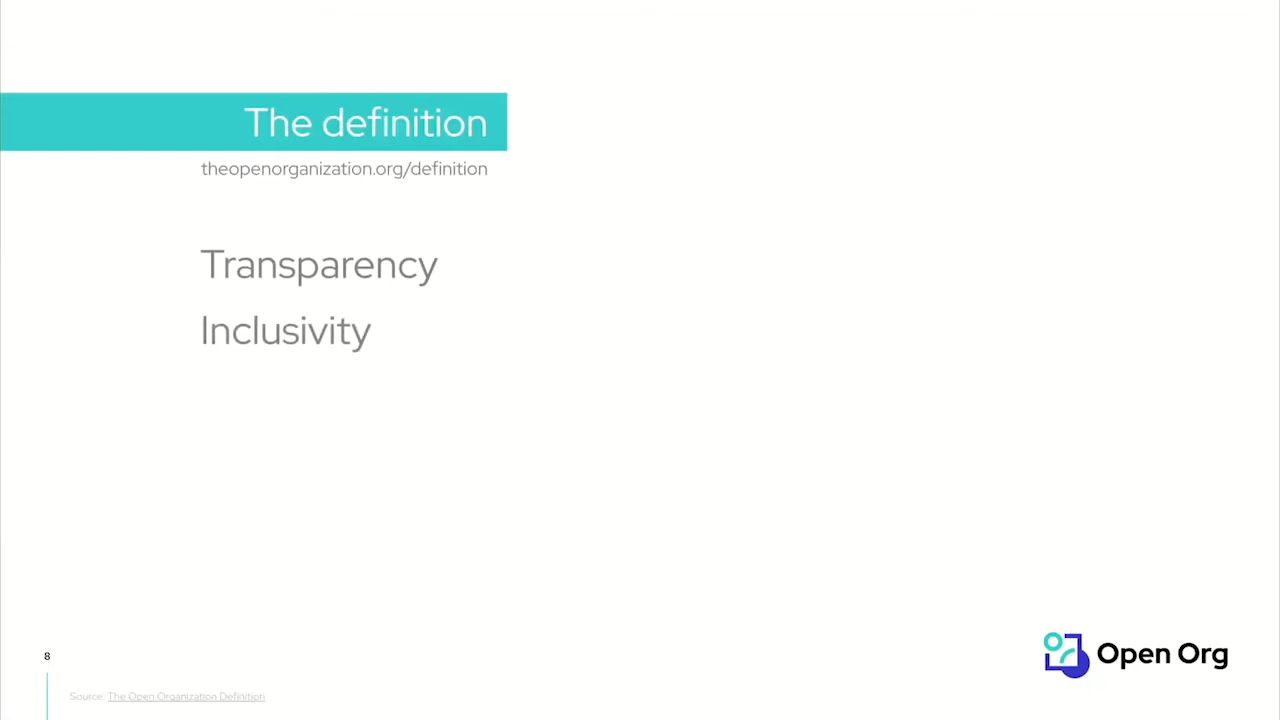 The definition
theopenorganization.org/definition
Transparency
Inclusivity
8
Open Org
Source: The Open Organization Definition